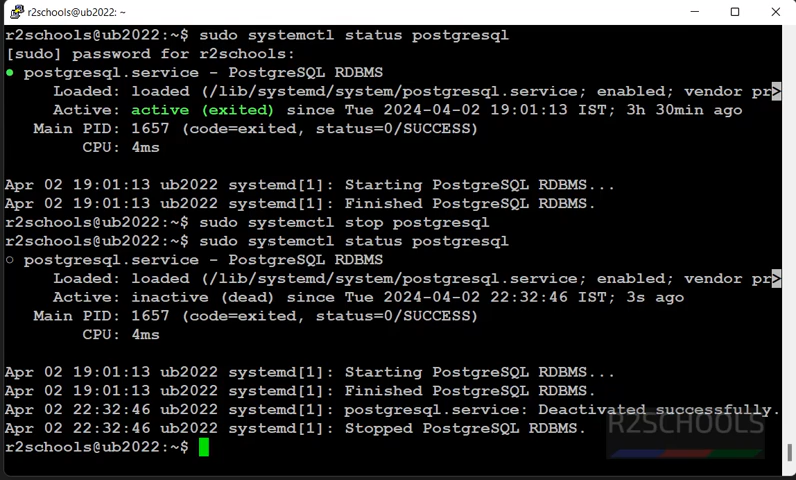 r2schools@ub2022: ~
r2schools@ub2022:~$ sudo systemctl status postgresql
[sudo] password for r2schools:
● postgresql.service - PostgreSQL RDBMS
Loaded: loaded (/lib/systemd/system/postgresql.service; enabled; vendor pr>
Active: active (exited) since Tue 2024-04-02 19:01:13 IST; 3h 30min ago
Main PID: 1657 (code=exited, status=0/SUCCESS)
CPU: 4ms
Apr 02 19:01:13 ub2022 systemd[1]: Starting PostgreSQL RDBMS...
Apr 02 19:01:13 ub2022 systemd[1]: Finished PostgreSQL RDBMS.
r2schools@ub2022:~$ sudo systemctl stop postgresql
r2schools@ub2022:~$ sudo systemctl status postgresql
○ postgresql.service - PostgreSQL RDBMS
Loaded: loaded (/lib/systemd/system/postgresql.service; enabled; vendor pr>
Active: inactive (dead) since Tue 2024-04-02 22:32:46 IST; 3s ago
Main PID: 1657 (code=exited, status=0/SUCCESS)
CPU: 4ms
Apr 02 19:01:13 ub2022 systemd[1]: Starting PostgreSQL RDBMS...
Apr 02 19:01:13 ub2022 systemd[1]: Finished PostgreSQL RDBMS.
Apr 02 22:32:46 ub2022 systemd[1]: postgresql.service: Deactivated successfully.
Apr 02 22:32:46 ub2022 systemd[1]: Stopped PostgreSQL RDBMS.
R2SCHOOLS
r2schools@ub2022:~$